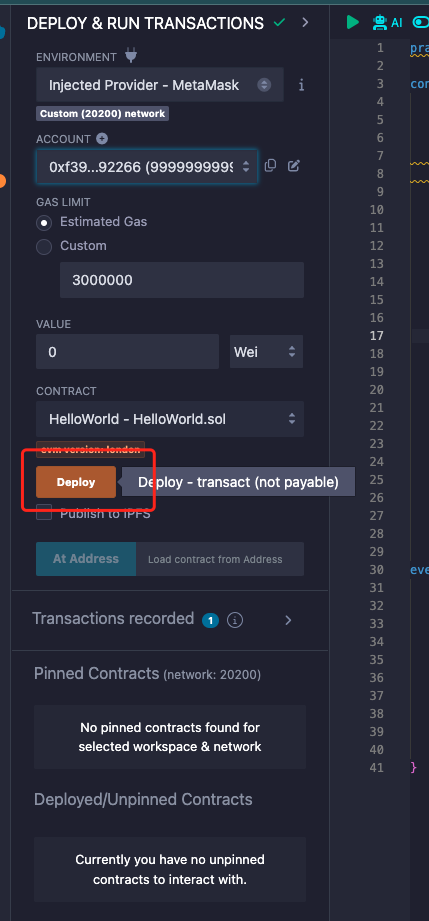 DEPLOY & RUN TRANSACTIONS
AI
ENVIRONMENT
Injected Provider - MetaMask
i
Custom (20200) network
ACCOUNT
0xf39...92266 (9999999999
GAS LIMIT
Estimated Gas
Custom
3000000
VALUE
0
Wei
CONTRACT
HelloWorld - HelloWorld.sol
evm version: london
Deploy
Deploy - transact (not payable)
Publish to IPFS
At Address
Load contract from Address
Transactions recorded 1 i
Pinned Contracts (network: 20200)
No pinned contracts found for
selected workspace & network
Deployed/Unpinned Contracts
Currently you have no unpinned
contracts to interact with.
1 pra
2
3 con
4
5
6
7
8
9
10
11
12
13
14
15
16
17
18
19
20
21
22
23
24
25
26
27
28
29
30 eve
31
32
33
34
35
36
37
38
39
40
41 }